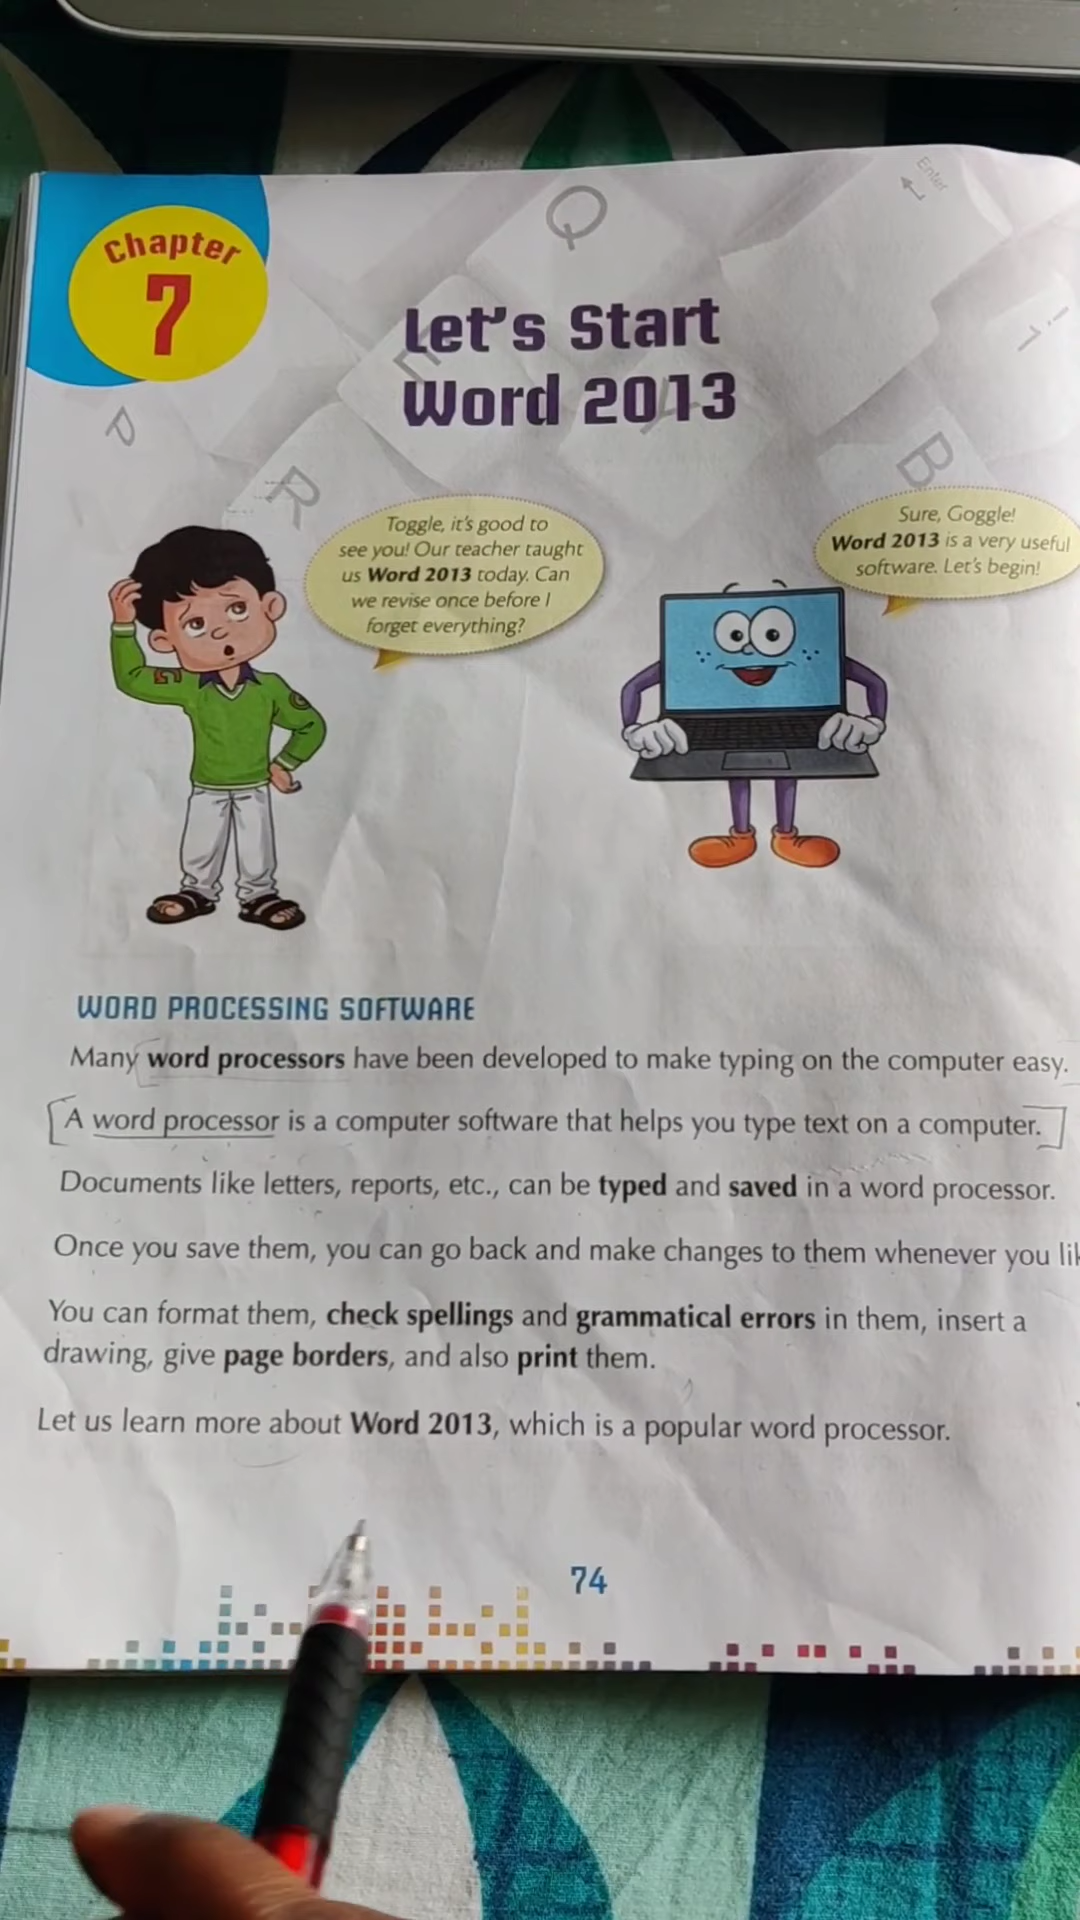 Enter
Q
Chapter
7
Let's Start
Word 2013
P
R
B
Toggle, it's good to
see you! Our teacher taught
us Word 2013 today. Can
we revise once before I
forget everything?
Sure, Goggle!
Word 2013 is a very useful
software. Let's begin!
WORD PROCESSING SOFTWARE
Many word processors have been developed to make typing on the computer easy.
A word processor is a computer software that helps you type text on a computer.
Documents like letters, reports, etc., can be typed and saved in a word processor.
Once you save them, you can go back and make changes to them whenever you
You can format them, check spellings and grammatical errors in them, insert a
drawing, give page borders, and also print them.
Let us learn more about Word 2013, which is a popular word processor.
74